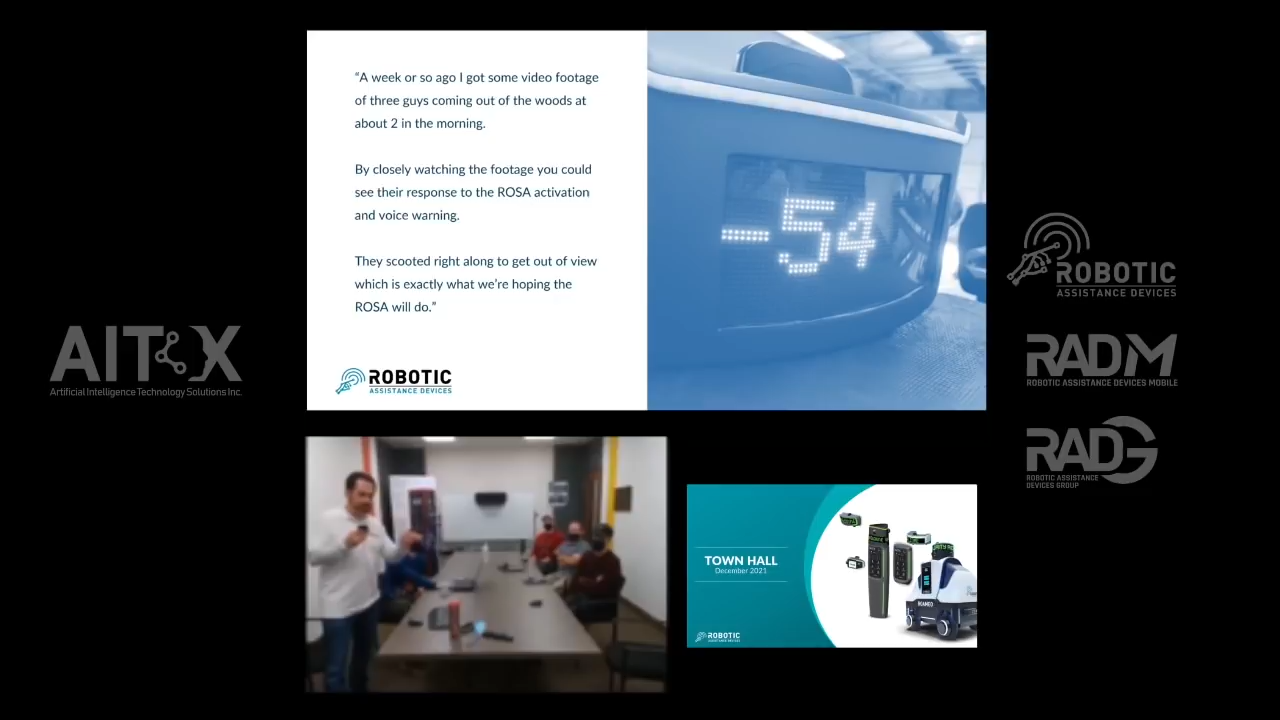 “A week or so ago I got some video footage
of three guys coming out of the woods at
about 2 in the morning.
By closely watching the footage you could
see their response to the ROSA activation
and voice warning.
They scooted right along to get out of view
which is exactly what we’re hoping the
ROSA will do.”
ROBOTIC
ASSISTANCE DEVICES
-54
AITX
Artificial Intelligence Technology Solutions Inc.
ROBOTIC
ASSISTANCE DEVICES
RADM
ROBOTIC ASSISTANCE DEVICES MOBILE
RADG
ROBOTIC ASSISTANCE
DEVICES GROUP
TOWN HALL
December 2021
ROBOTIC
ASSISTANCE DEVICES
ROAMEO